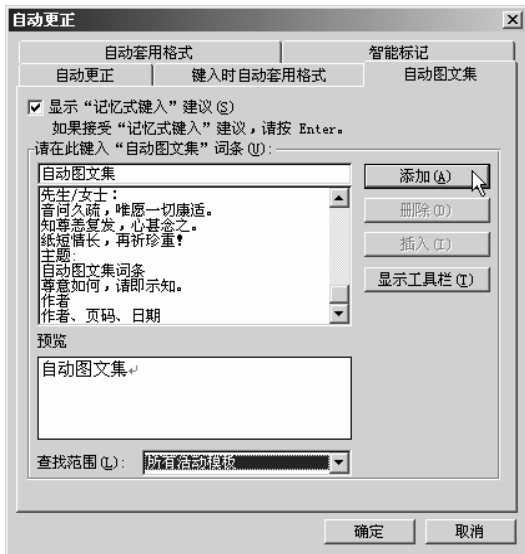 自动更正
自动套用格式
智能标记
自动更正
键入时自动套用格式
自动图文集
显示“记忆式键入”建议(S)
如果接受“记忆式键入”建议,请按 Enter。
请在此键入“自动图文集”词条(U):
自动图文集
添加(A)
先生/女士:
音问久疏,唯愿一切康适。
知尊恙复发,心甚念之。
纸短情长,再祈珍重!
主题:
自动图文集词条
尊意如何,请即示知。
作者
作者、页码、日期
删除(D)
插入(I)
显示工具栏(T)
预览
自动图文集↵
查找范围(L):
所有活动模板
确定
取消